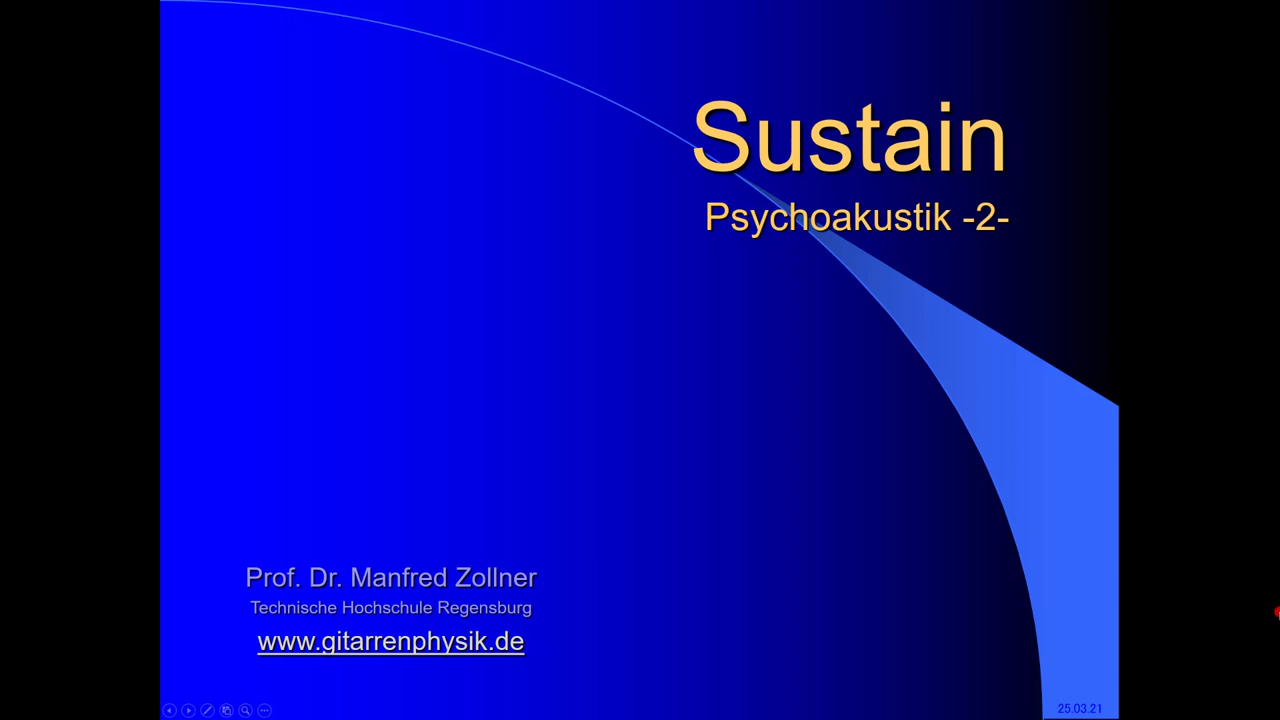 Sustain
Psychoakustik -2-
Prof. Dr. Manfred Zollner
Technische Hochschule Regensburg
www.gitarrenphysik.de
25.03.21